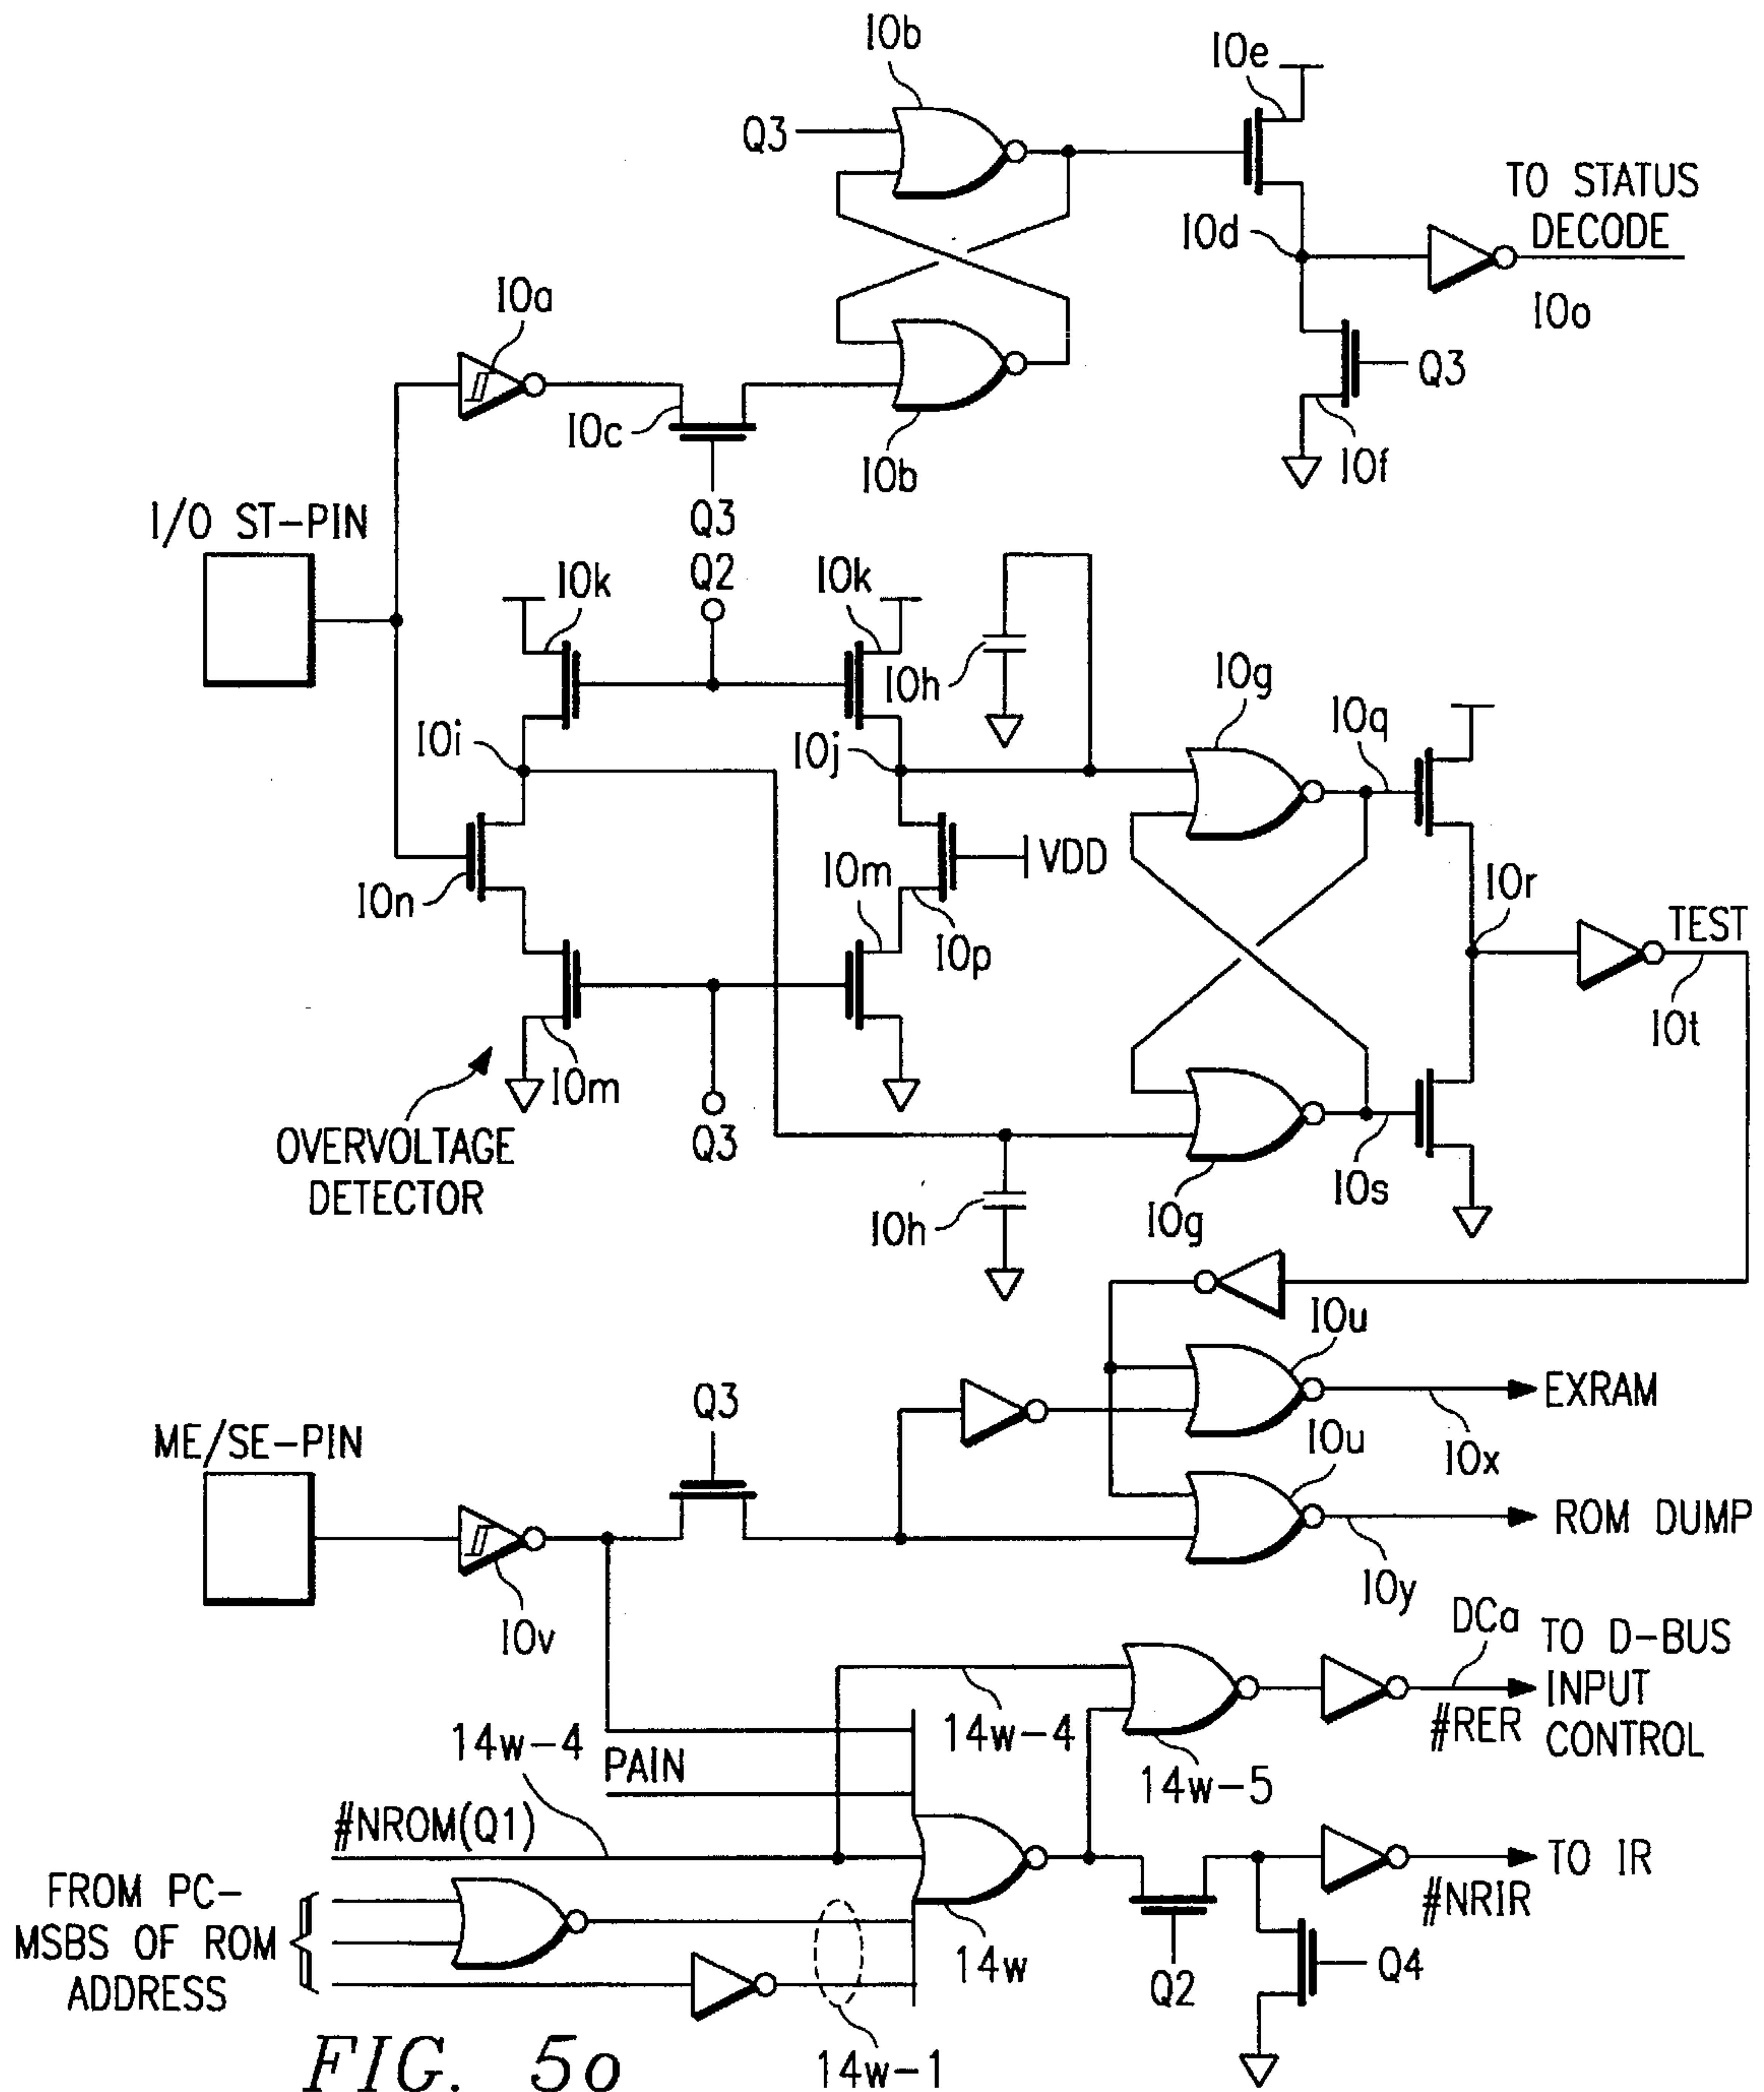 10b
10e
Q3
TO STATUS
DECODE
10d
10a
10o
Q3
10c
10b
10f
I/O ST-PIN
Q3
Q2
10k
10k
10h
10g
10q
10i
10j
VDD
10m
10r
10n
TEST
10p
10t
10m
OVERVOLTAGE
DETECTOR
Q3
10s
10h
10g
10u
Q3
EXRAM
ME/SE-PIN
10u
10x
ROM DUMP
10y
10v
DCa
TO D-BUS
INPUT
CONTROL
14w-4
14w-4
#RER
PAIN
14w-5
#NROM(Q1)
TO IR
FROM PC-
MSBS OF ROM
ADDRESS
#NRIR
14w
Q2
Q4
FIG. 5o
14w-1